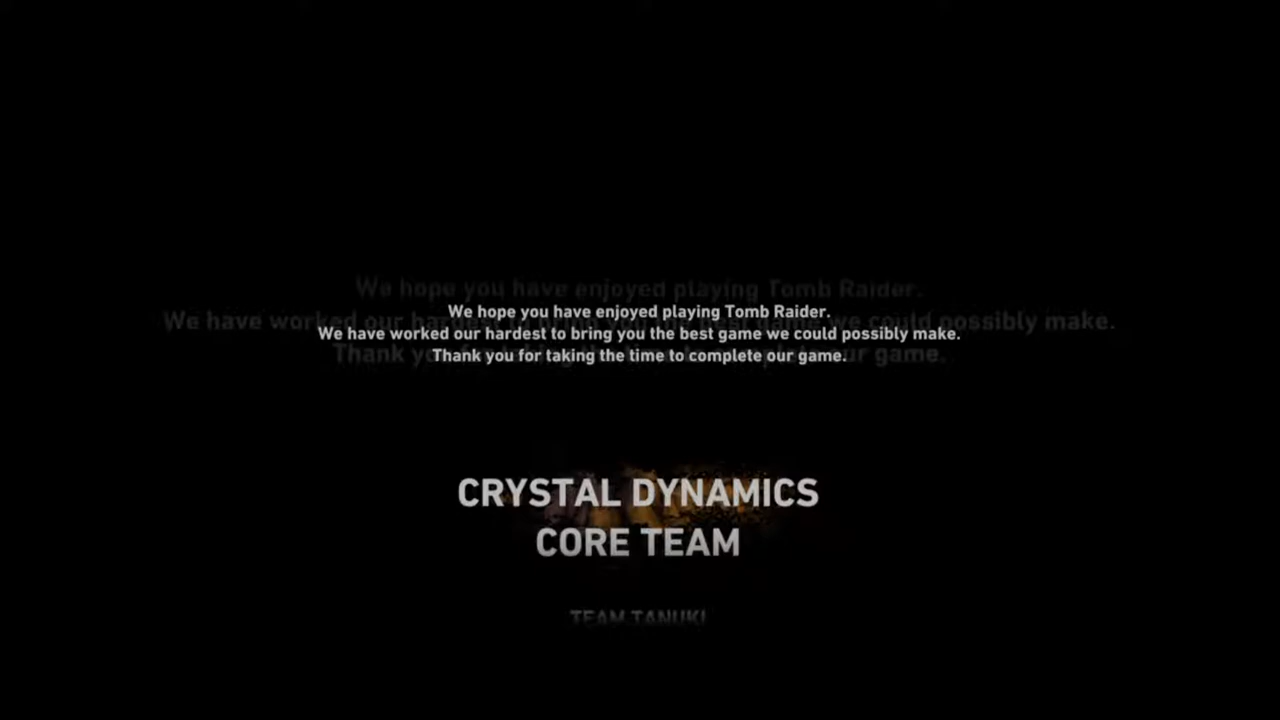 We hope you have enjoyed playing Tomb Raider.
We have worked our hardest to bring you the best game we could possibly make.
Thank you for taking the time to complete our game.
CRYSTAL DYNAMICS
CORE TEAM
TEAM TANUKI